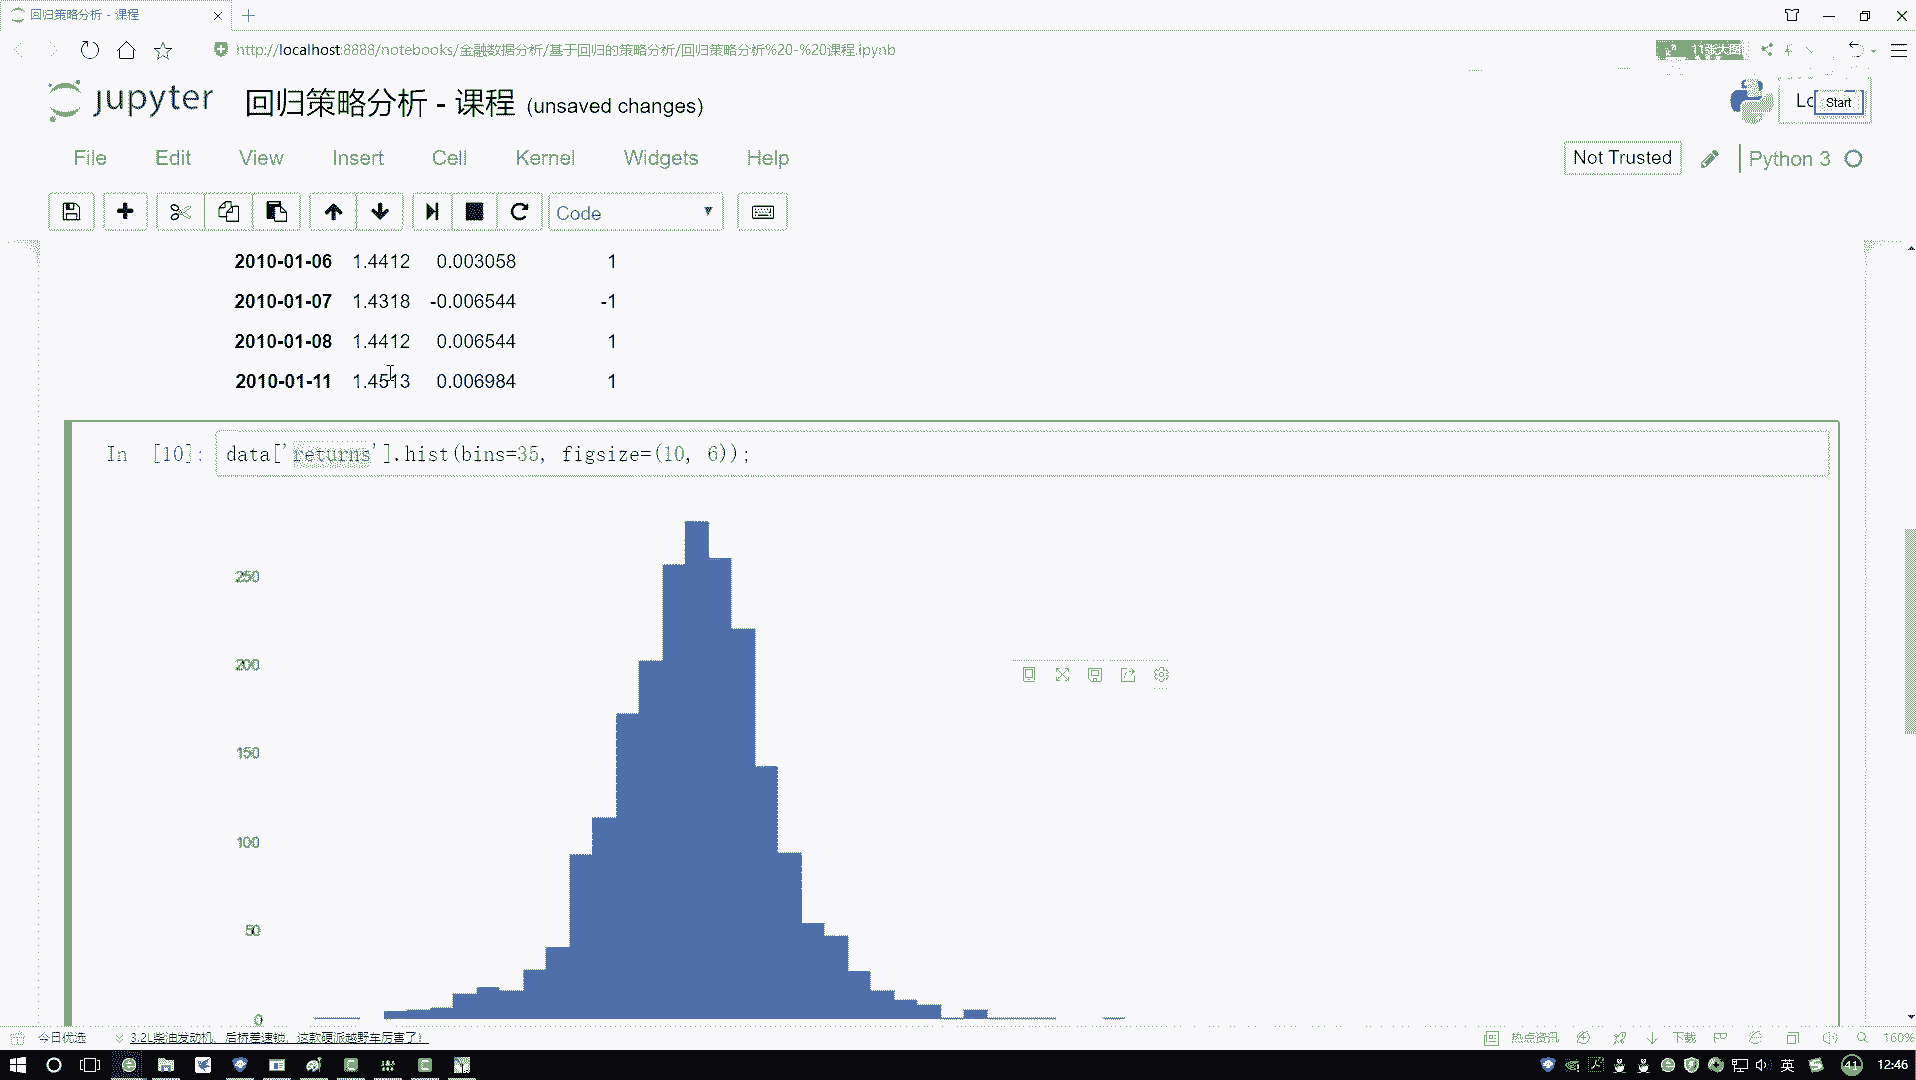 回归策略分析 - 课程
http://localhost:8888/notebooks/金融数据分析/基于回归的策略分析/回归策略分析%20-%20课程.ipynb
11张大图
jupyter 回归策略分析 - 课程 (unsaved changes)
Start
File Edit View Insert Cell Kernel Widgets Help
Not Trusted
Python 3
Code
2010-01-06 1.4412 0.003058 1
2010-01-07 1.4318 -0.006544 -1
2010-01-08 1.4412 0.006544 1
2010-01-11 1.4513 0.006984 1
In [10]: data['returns'].hist(bins=35, figsize=(10, 6));
250
200
150
100
50
0
今日优选
3.2L柴油发动机、后桥差速锁，这款硬派越野车厉害了！
热点资讯
下载
160%
英
41
12:46